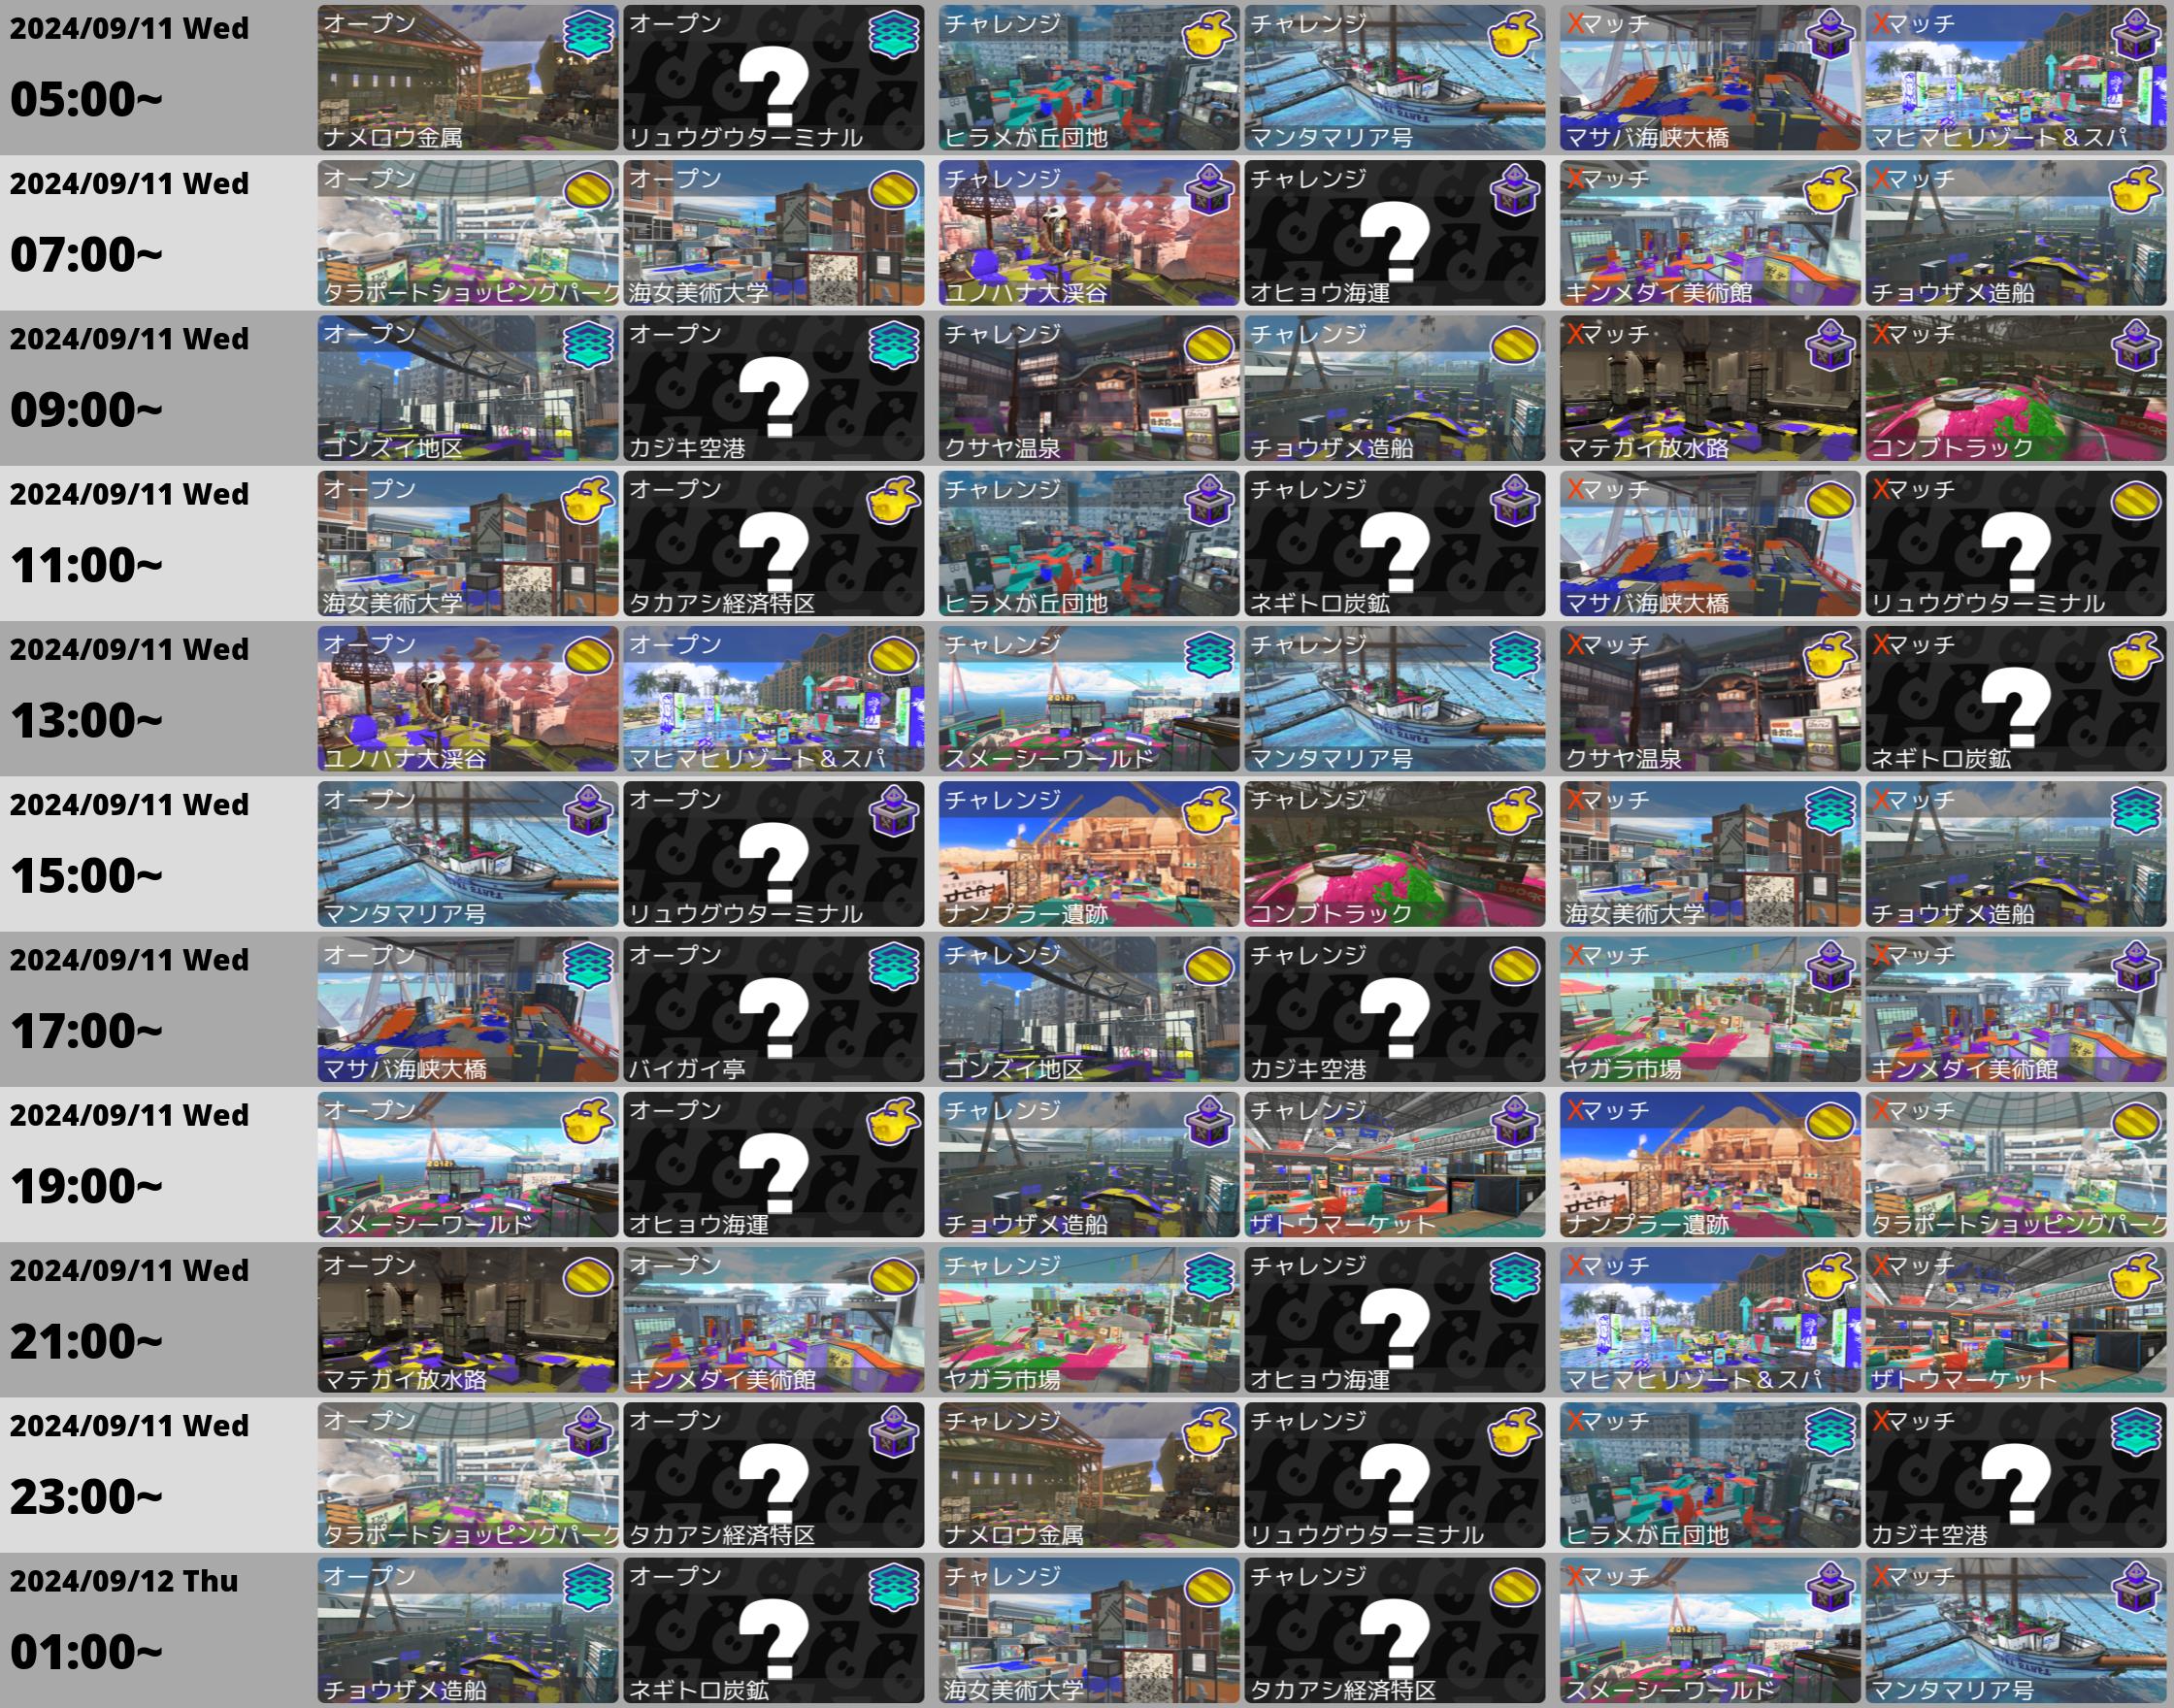 2024/09/11 Wed
05:00~
オープン
ナメロウ金属
オープン
リュウグウターミナル
チャレンジ
ヒラメが丘団地
チャレンジ
マンタマリア号
Xマッチ
マサバ海峡大橋
Xマッチ
マヒマヒリゾート＆スパ
2024/09/11 Wed
07:00~
オープン
タラポートショッピングパーク
オープン
海女美術大学
チャレンジ
ユノハナ大渓谷
チャレンジ
オヒョウ海運
Xマッチ
キンメダイ美術館
Xマッチ
チョウザメ造船
2024/09/11 Wed
09:00~
オープン
ゴンズイ地区
オープン
カジキ空港
チャレンジ
クサヤ温泉
チャレンジ
チョウザメ造船
Xマッチ
マテガイ放水路
Xマッチ
コンブトラック
2024/09/11 Wed
11:00~
オープン
海女美術大学
オープン
タカアシ経済特区
チャレンジ
ヒラメが丘団地
チャレンジ
ネギトロ炭鉱
Xマッチ
マサバ海峡大橋
Xマッチ
リュウグウターミナル
2024/09/11 Wed
13:00~
オープン
ユノハナ大渓谷
オープン
マヒマヒリゾート＆スパ
チャレンジ
スメーシーワールド
チャレンジ
マンタマリア号
Xマッチ
クサヤ温泉
Xマッチ
ネギトロ炭鉱
2024/09/11 Wed
15:00~
オープン
マンタマリア号
オープン
リュウグウターミナル
チャレンジ
ナンプラー遺跡
チャレンジ
コンブトラック
Xマッチ
海女美術大学
Xマッチ
チョウザメ造船
2024/09/11 Wed
17:00~
オープン
マサバ海峡大橋
オープン
バイガイ亭
チャレンジ
ゴンズイ地区
チャレンジ
カジキ空港
Xマッチ
ヤガラ市場
Xマッチ
キンメダイ美術館
2024/09/11 Wed
19:00~
オープン
スメーシーワールド
オープン
オヒョウ海運
チャレンジ
チョウザメ造船
チャレンジ
ザトウマーケット
Xマッチ
ナンプラー遺跡
Xマッチ
タラポートショッピングパーク
2024/09/11 Wed
21:00~
オープン
マテガイ放水路
オープン
キンメダイ美術館
チャレンジ
ヤガラ市場
チャレンジ
オヒョウ海運
Xマッチ
マヒマヒリゾート＆スパ
Xマッチ
ザトウマーケット
2024/09/11 Wed
23:00~
オープン
タラポートショッピングパーク
オープン
タカアシ経済特区
チャレンジ
ナメロウ金属
チャレンジ
リュウグウターミナル
Xマッチ
ヒラメが丘団地
Xマッチ
カジキ空港
2024/09/12 Thu
01:00~
オープン
チョウザメ造船
オープン
ネギトロ炭鉱
チャレンジ
海女美術大学
チャレンジ
タカアシ経済特区
Xマッチ
スメーシーワールド
Xマッチ
マンタマリア号